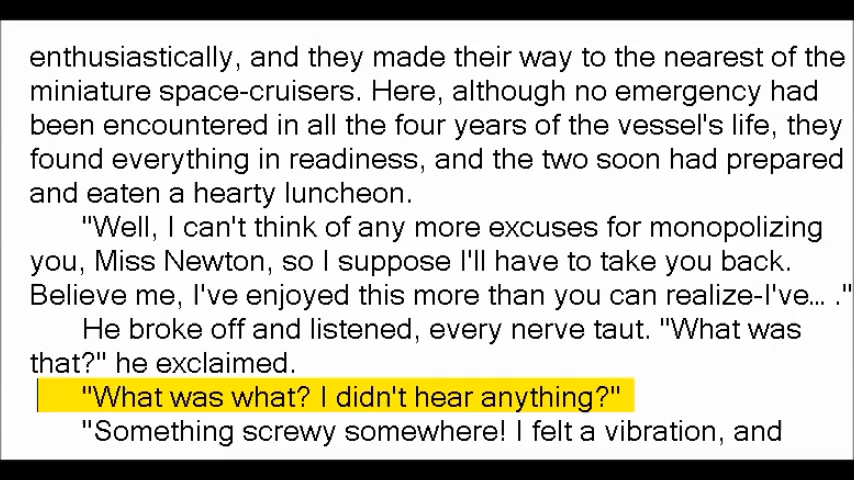 enthusiastically, and they made their way to the nearest of the
miniature space-cruisers. Here, although no emergency had
been encountered in all the four years of the vessel's life, they
found everything in readiness, and the two soon had prepared
and eaten a hearty luncheon.
"Well, I can't think of any more excuses for monopolizing
you, Miss Newton, so I suppose I'll have to take you back.
Believe me, I've enjoyed this more than you can realize-I've... ."
He broke off and listened, every nerve taut. "What was
that?" he exclaimed.
"What was what? I didn't hear anything?"
"Something screwy somewhere! I felt a vibration, and